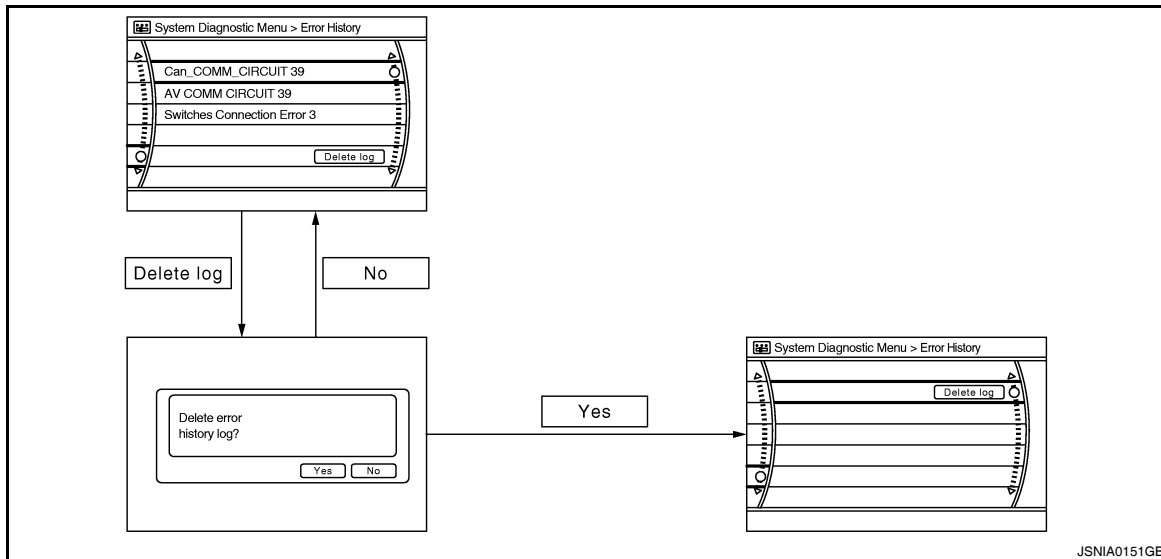 System Diagnostic Menu > Error History
Can_COMM_CIRCUIT 39
AV COMM CIRCUIT 39
Switches Connection Error 3
Delete log
Delete log
No
Delete error
history log?
Yes No
Yes
System Diagnostic Menu > Error History
Delete log
JSNIA0151GB